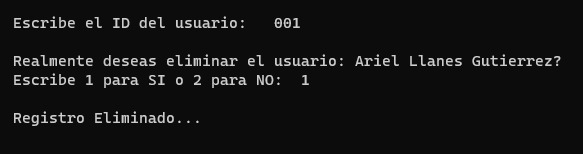 Escribe el ID del usuario:   001
Realmente deseas eliminar el usuario: Ariel Llanes Gutierrez?
Escribe 1 para SI o 2 para NO:  1
Registro Eliminado...